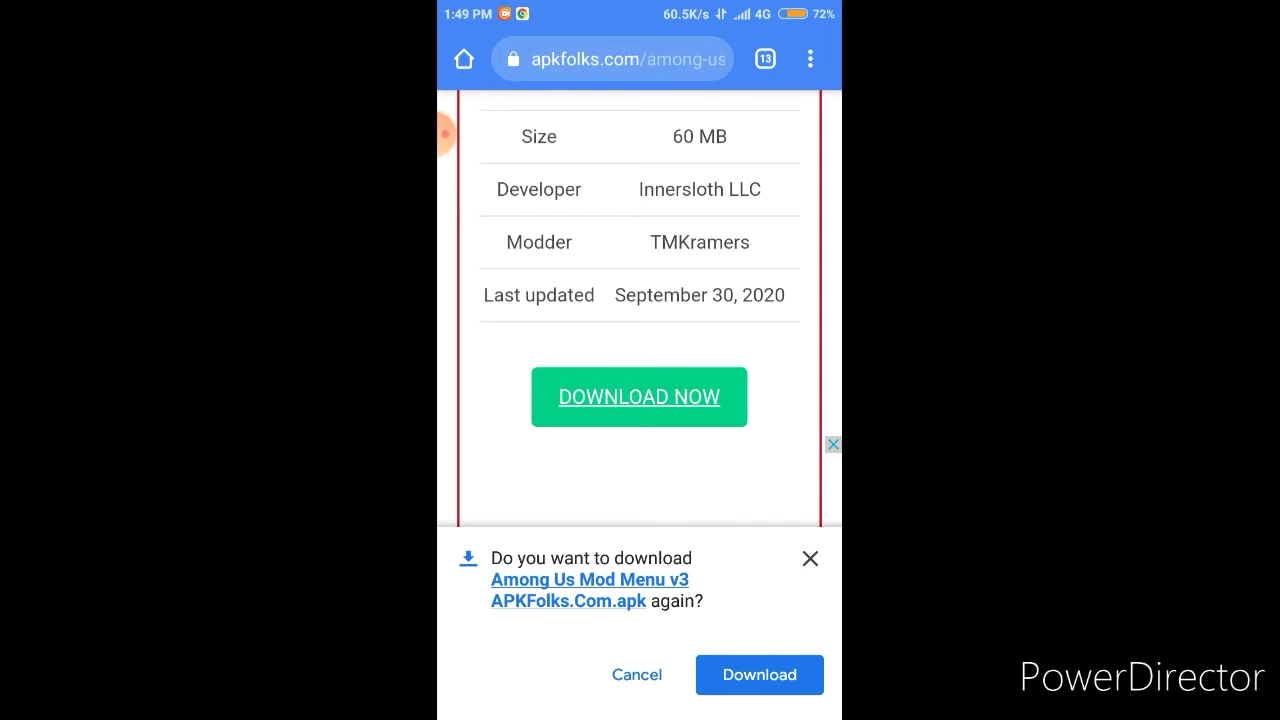 1:49 PM 60.5K/s 4G 72%
apkfolks.com/among-us
13
Size 60 MB
Developer Innersloth LLC
Modder TMKramers
Last updated September 30, 2020
DOWNLOAD NOW
Do you want to download
Among Us Mod Menu v3
APKFolks.Com.apk again?
Cancel Download
PowerDirector